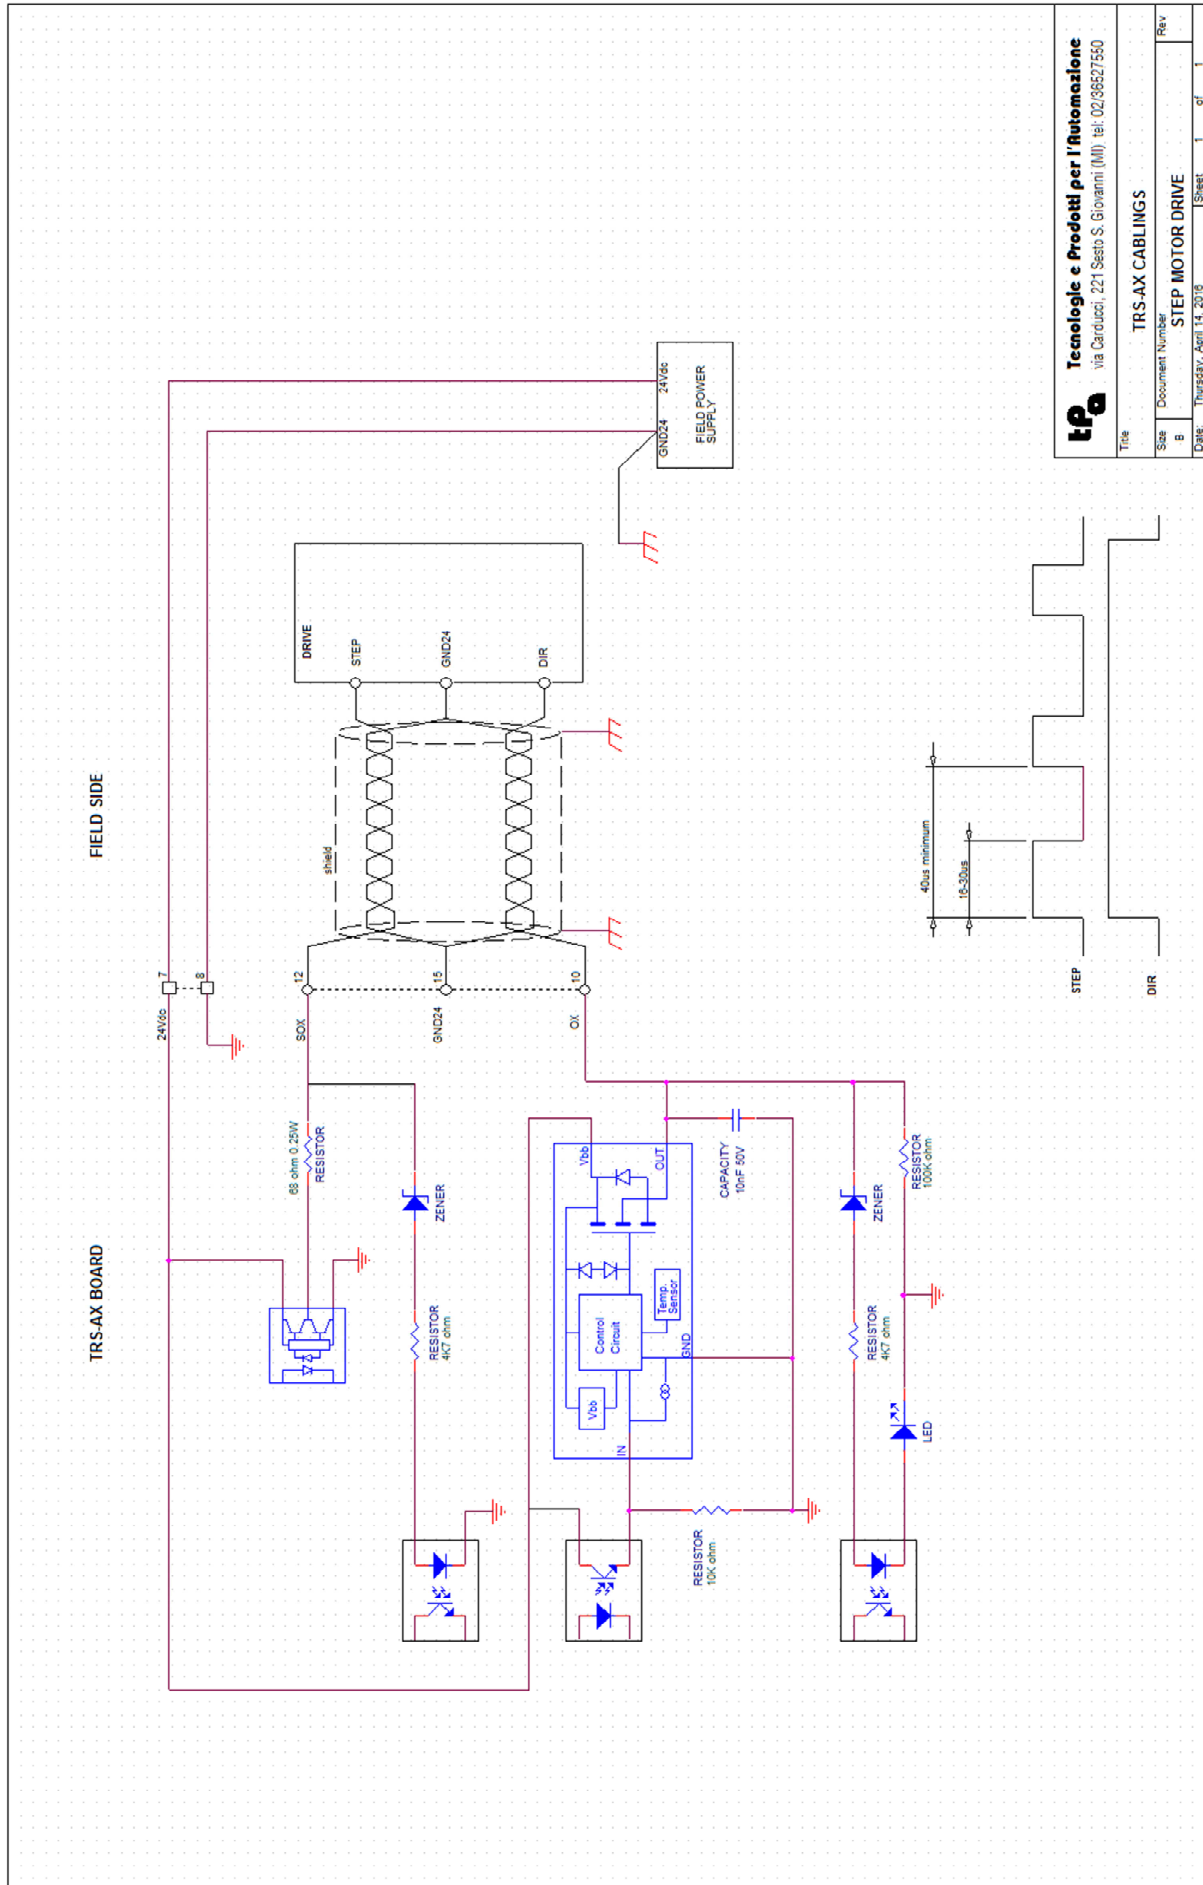 TRS-AX BOARD
FIELD SIDE
24Vdc
7
8
68 ohm 0.25W
RESISTOR
SOX
12
shield
DRIVE
STEP
GND24
DIR
ZENER
RESISTOR
4K7 ohm
GND24
15
OX
10
24Vdc
GND24
FIELD POWER
SUPPLY
Vbb
OUT
Vbb
Control
Circuit
Temp.
Sensor
IN
GND
CAPACITY
10nF 50V
RESISTOR
10K ohm
ZENER
RESISTOR
4K7 ohm
RESISTOR
100K ohm
LED
40us minimum
16-30us
STEP
DIR
tPa
Tecnologie e Prodotti per l'Automazione
via Carducci, 221 Sesto S. Giovanni (MI) tel: 02/36527550
Title
TRS-AX CABLINGS
Size
Document Number
Rev
B
STEP MOTOR DRIVE
Date:
Thursday, April 14, 2016
Sheet
1
of
1